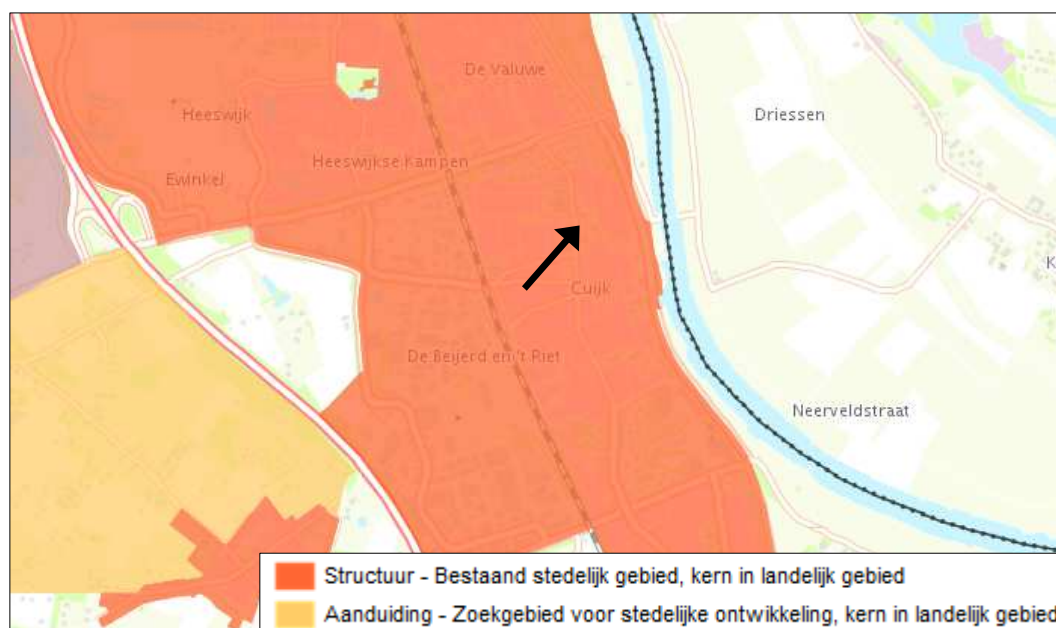 De Valuwe
Driessen
Heeswijk
Heeswijkse Kampen
Ewinkel
K
Cuijk
De Beijerd en 't Riet
Neerveldstraat
Structuur - Bestaand stedelijk gebied, kern in landelijk gebied
Aanduiding - Zoekgebied voor stedelijke ontwikkeling, kern in landelijk gebied